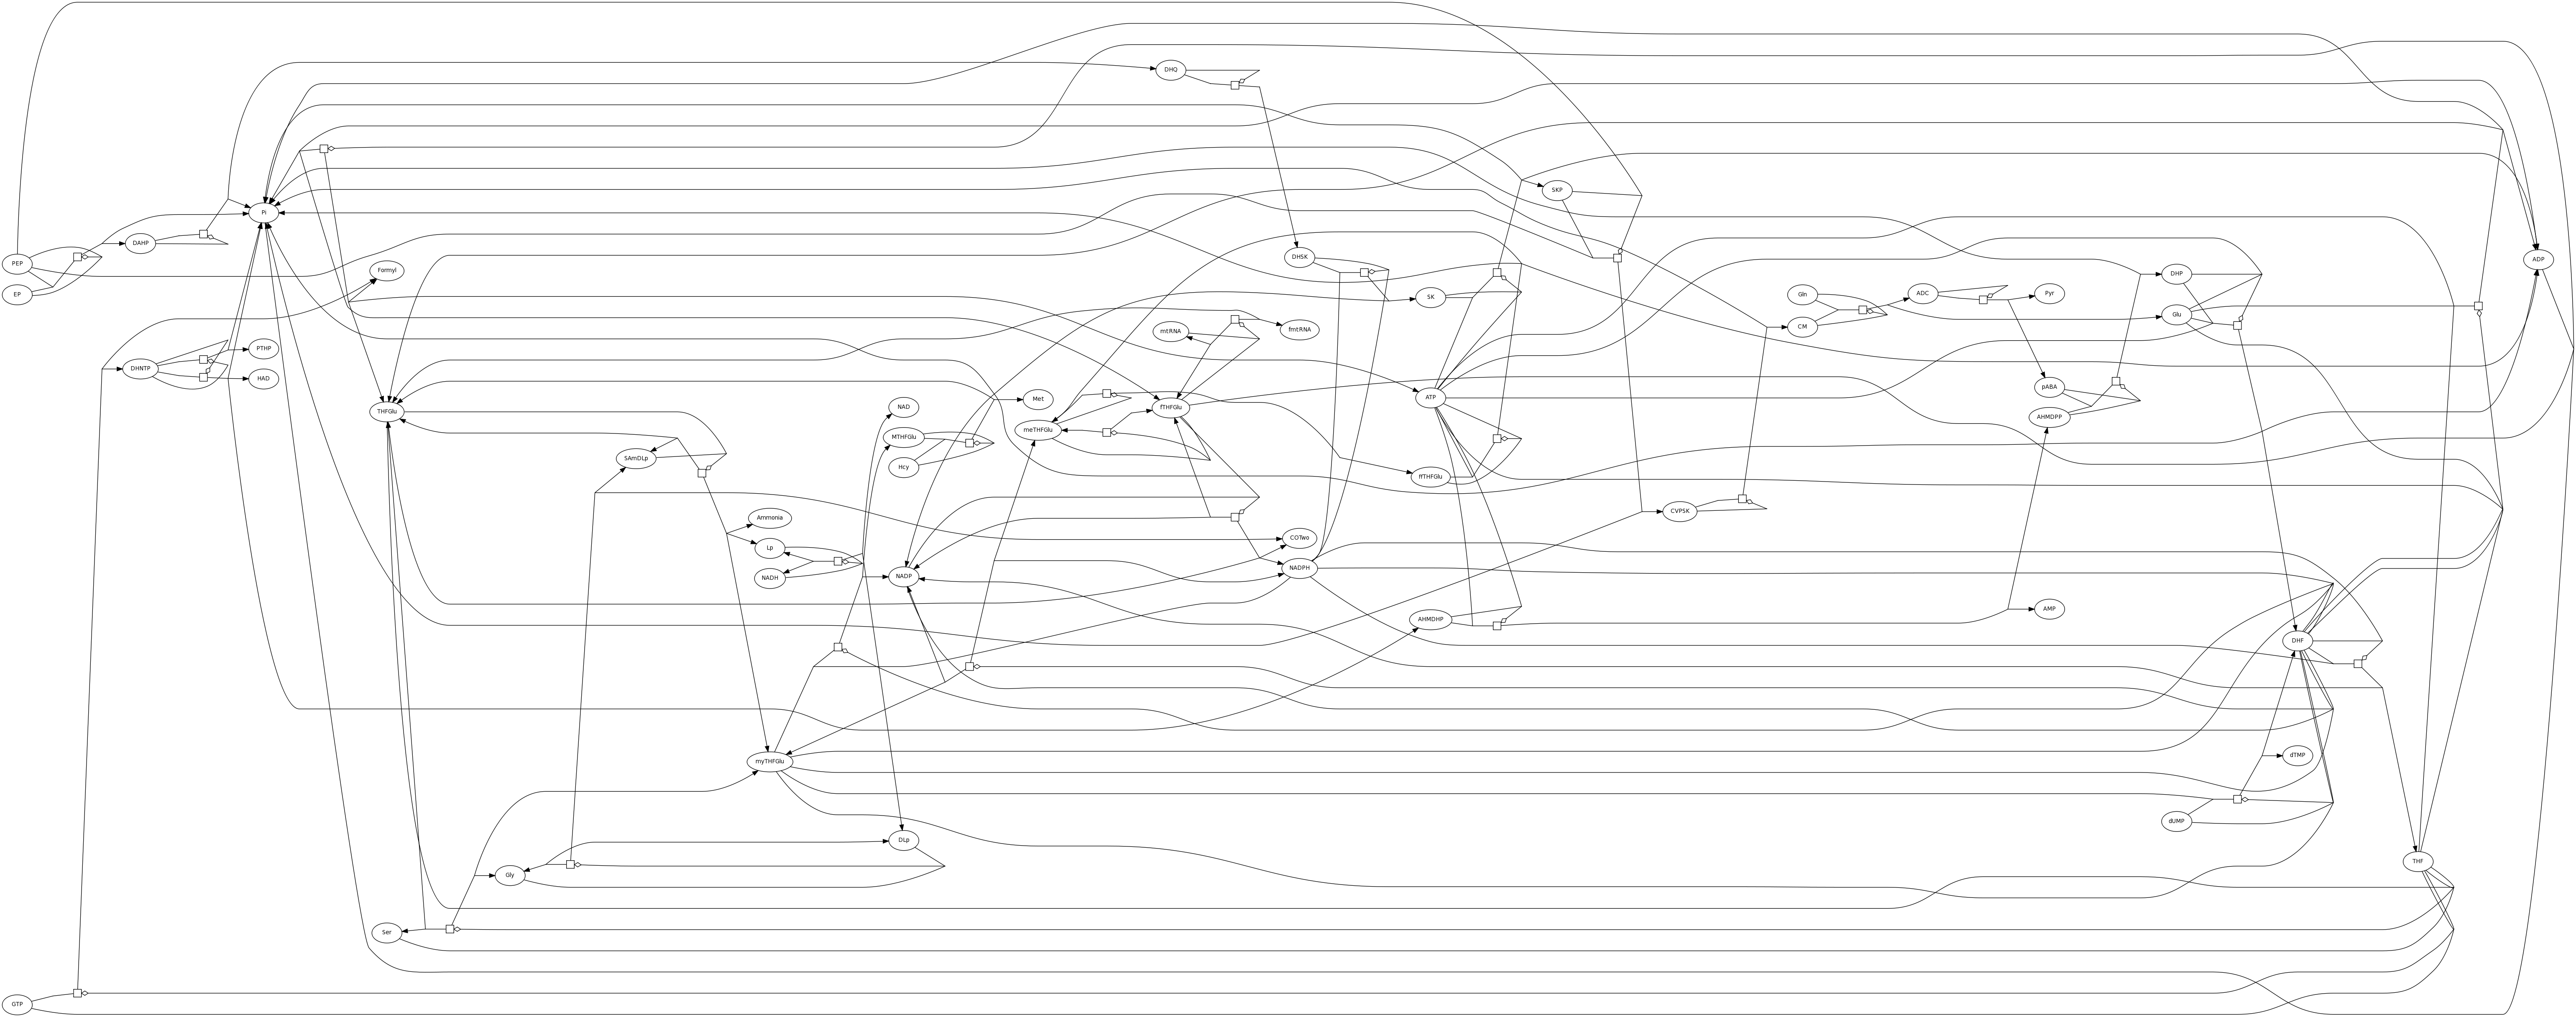 DHQ
SKP
Pi
DAHP
DHSK
ADP
PEP
Formyl
DHP
EP
SK
Gln
ADC
Pyr
Glu
mtRNA
fmtRNA
CM
PTHP
DHNTP
HAD
pABA
ATP
Met
NAD
fTHFGlu
THFGlu
AHMDPP
meTHFGlu
MTHFGlu
SAmDLp
Hcy
ffTHFGlu
CVPSK
Ammonia
COTwo
Lp
NADPH
NADH
NADP
AMP
AHMDHP
DHF
dTMP
myTHFGlu
dUMP
DLp
THF
Gly
Ser
GTP